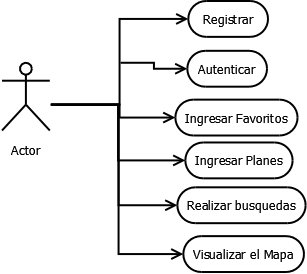 Registrar
Autenticar
Actor
Ingresar Favoritos
Ingresar Planes
Realizar busquedas
Visualizar el Mapa